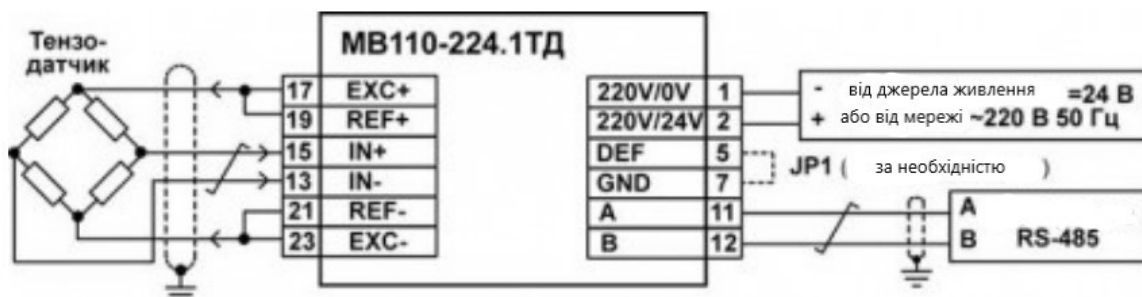 МВ110-224.1ТД
Тензо-
датчик
17 EXC+
19 REF+
15 IN+
13 IN-
21 REF-
23 EXC-
220V/0V 1
220V/24V 2
DEF 5
GND 7
A 11
B 12
- від джерела живлення =24 В
+ або від мережі ~220 В 50 Гц
JP1 ( за необхідністю )
A
B RS-485